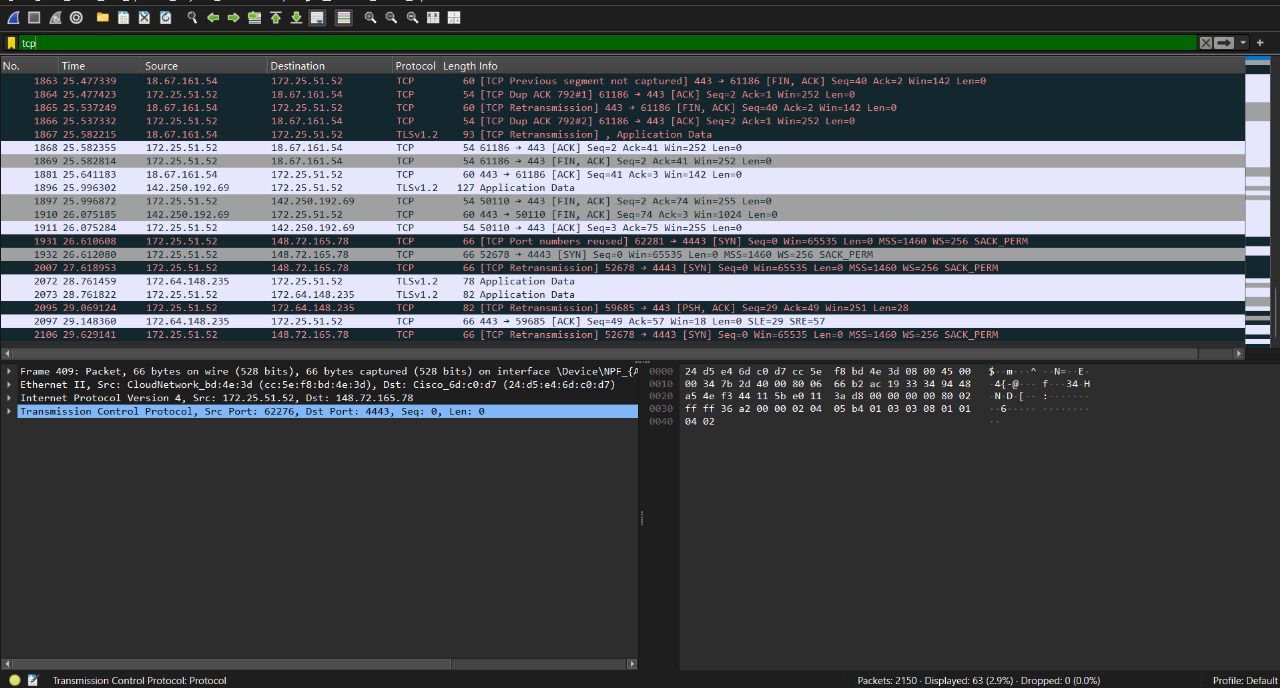 tcp
No. Time Source Destination Protocol Length Info
1863 25.477339 18.67.161.54 172.25.51.52 TCP 60 [TCP Previous segment not captured] 443 → 61186 [FIN, ACK] Seq=40 Ack=2 Win=142 Len=0
1864 25.477423 172.25.51.52 18.67.161.54 TCP 54 [TCP Dup ACK 792#1] 61186 → 443 [ACK] Seq=2 Ack=1 Win=252 Len=0
1865 25.537249 18.67.161.54 172.25.51.52 TCP 60 [TCP Retransmission] 443 → 61186 [FIN, ACK] Seq=40 Ack=2 Win=142 Len=0
1866 25.537332 172.25.51.52 18.67.161.54 TCP 54 [TCP Dup ACK 792#2] 61186 → 443 [ACK] Seq=2 Ack=1 Win=252 Len=0
1867 25.582215 18.67.161.54 172.25.51.52 TLSv1.2 93 [TCP Retransmission] , Application Data
1868 25.582355 172.25.51.52 18.67.161.54 TCP 54 61186 → 443 [ACK] Seq=2 Ack=41 Win=252 Len=0
1869 25.582814 172.25.51.52 18.67.161.54 TCP 54 61186 → 443 [FIN, ACK] Seq=2 Ack=41 Win=252 Len=0
1881 25.641183 18.67.161.54 172.25.51.52 TCP 60 443 → 61186 [ACK] Seq=41 Ack=3 Win=142 Len=0
1896 25.996302 142.250.192.69 172.25.51.52 TLSv1.2 127 Application Data
1897 25.996872 172.25.51.52 142.250.192.69 TCP 54 50110 → 443 [FIN, ACK] Seq=2 Ack=74 Win=255 Len=0
1910 26.075185 142.250.192.69 172.25.51.52 TCP 60 443 → 50110 [FIN, ACK] Seq=74 Ack=3 Win=1024 Len=0
1911 26.075284 172.25.51.52 142.250.192.69 TCP 54 50110 → 443 [ACK] Seq=3 Ack=75 Win=255 Len=0
1931 26.610608 172.25.51.52 148.72.165.78 TCP 66 [TCP Port numbers reused] 62281 → 4443 [SYN] Seq=0 Win=65535 Len=0 MSS=1460 WS=256 SACK_PERM
1932 26.612080 172.25.51.52 148.72.165.78 TCP 66 52678 → 4443 [SYN] Seq=0 Win=65535 Len=0 MSS=1460 WS=256 SACK_PERM
2007 27.618953 172.25.51.52 148.72.165.78 TCP 66 [TCP Retransmission] 52678 → 4443 [SYN] Seq=0 Win=65535 Len=0 MSS=1460 WS=256 SACK_PERM
2072 28.761459 172.64.148.235 172.25.51.52 TLSv1.2 78 Application Data
2073 28.761822 172.25.51.52 172.64.148.235 TLSv1.2 82 Application Data
2095 29.069124 172.25.51.52 172.64.148.235 TCP 82 [TCP Retransmission] 59685 → 443 [PSH, ACK] Seq=29 Ack=49 Win=251 Len=28
2097 29.148360 172.64.148.235 172.25.51.52 TCP 66 443 → 59685 [ACK] Seq=49 Ack=57 Win=18 Len=0 SLE=29 SRE=57
2106 29.629141 172.25.51.52 148.72.165.78 TCP 66 [TCP Retransmission] 52678 → 4443 [SYN] Seq=0 Win=65535 Len=0 MSS=1460 WS=256 SACK_PERM
Frame 409: Packet, 66 bytes on wire (528 bits), 66 bytes captured (528 bits) on interface \Device\NPF_{A
Ethernet II, Src: CloudNetwork_bd:4e:3d (cc:5e:f8:bd:4e:3d), Dst: Cisco_6d:c0:d7 (24:d5:e4:6d:c0:d7)
Internet Protocol Version 4, Src: 172.25.51.52, Dst: 148.72.165.78
Transmission Control Protocol, Src Port: 62276, Dst Port: 4443, Seq: 0, Len: 0
0000 24 d5 e4 6d c0 d7 cc 5e f8 bd 4e 3d 08 00 45 00 $··m···^ ··N=··E·
0010 00 34 7b 2d 40 00 80 06 66 b2 ac 19 33 34 94 48 ·4{-@··· f···34·H
0020 a5 4e f3 44 11 5b e0 11 3a d8 00 00 00 00 80 02 ·N·D·[·· :·······
0030 ff ff 36 a2 00 00 02 04 05 b4 01 03 03 08 01 01 ··6····· ········
0040 04 02 ··
Transmission Control Protocol: Protocol
Packets: 2150 · Displayed: 63 (2.9%) · Dropped: 0 (0.0%)
Profile: Default